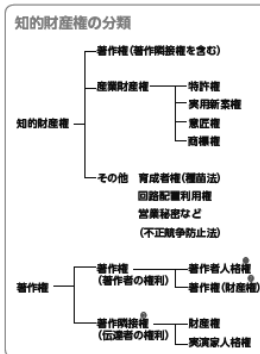 知的財産権の分類
著作権(著作隣接権を含む)
産業財産権
特許権
実用新案権
意匠権
商標権
知的財産権
その他 育成者権(種苗法)
回路配置利用権
営業秘密など
(不正競争防止法)
著作権
著作権
(著作者の権利)
著作者人格権
著作権(財産権)
著作隣接権
(伝達者の権利)
財産権
実演家人格権